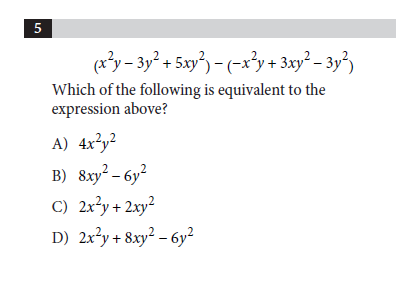 5
(x²y – 3y² + 5xy²) – (–x²y + 3xy² – 3y²)
Which of the following is equivalent to the
expression above?
A) 4x²y²
B) 8xy² – 6y²
C) 2x²y + 2xy²
D) 2x²y + 8xy² – 6y²